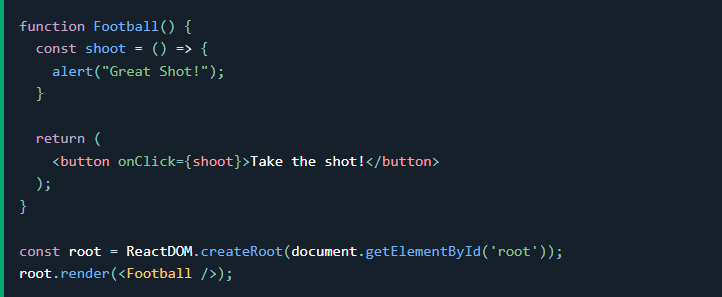 function Football() {
  const shoot = () => {
    alert("Great Shot!");
  }

  return (
    <button onClick={shoot}>Take the shot!</button>
  );
}

const root = ReactDOM.createRoot(document.getElementById('root'));
root.render(<Football />);